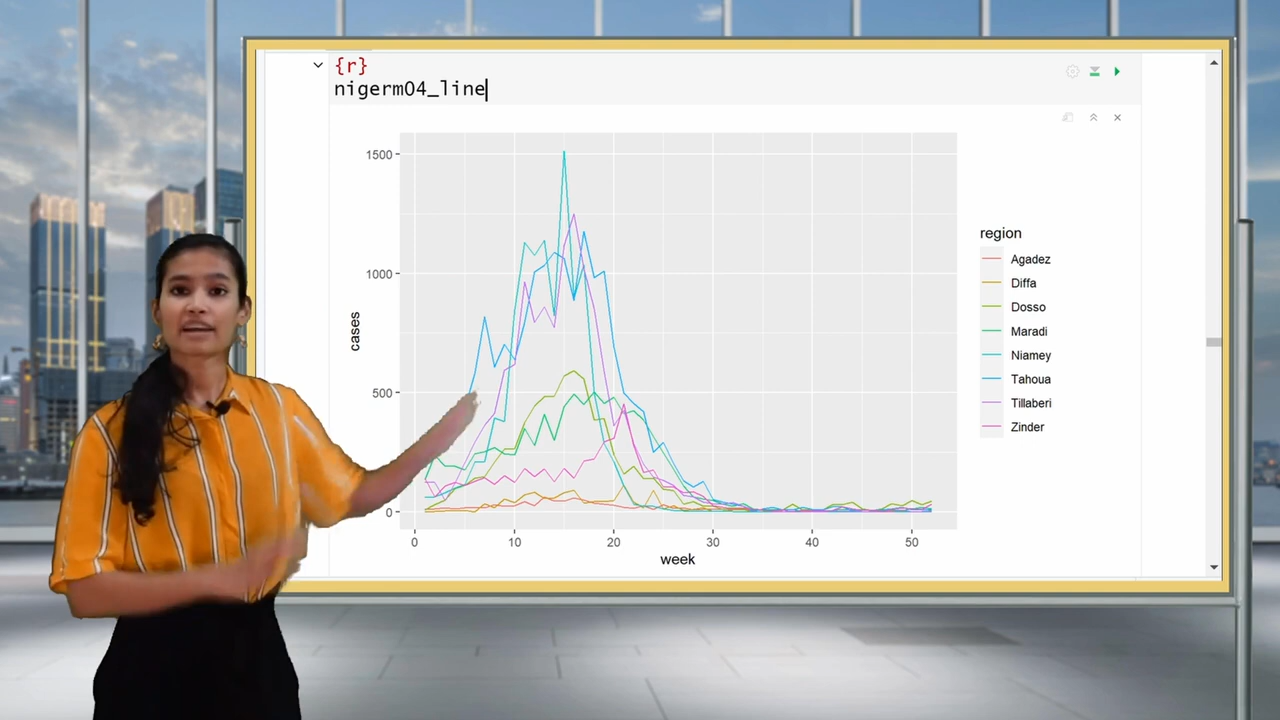 {r}
nigerm04_line
1500
1000
500
0
cases
0 10 20 30 40 50
week
region
Agadez
Diffa
Dosso
Maradi
Niamey
Tahoua
Tillaberi
Zinder